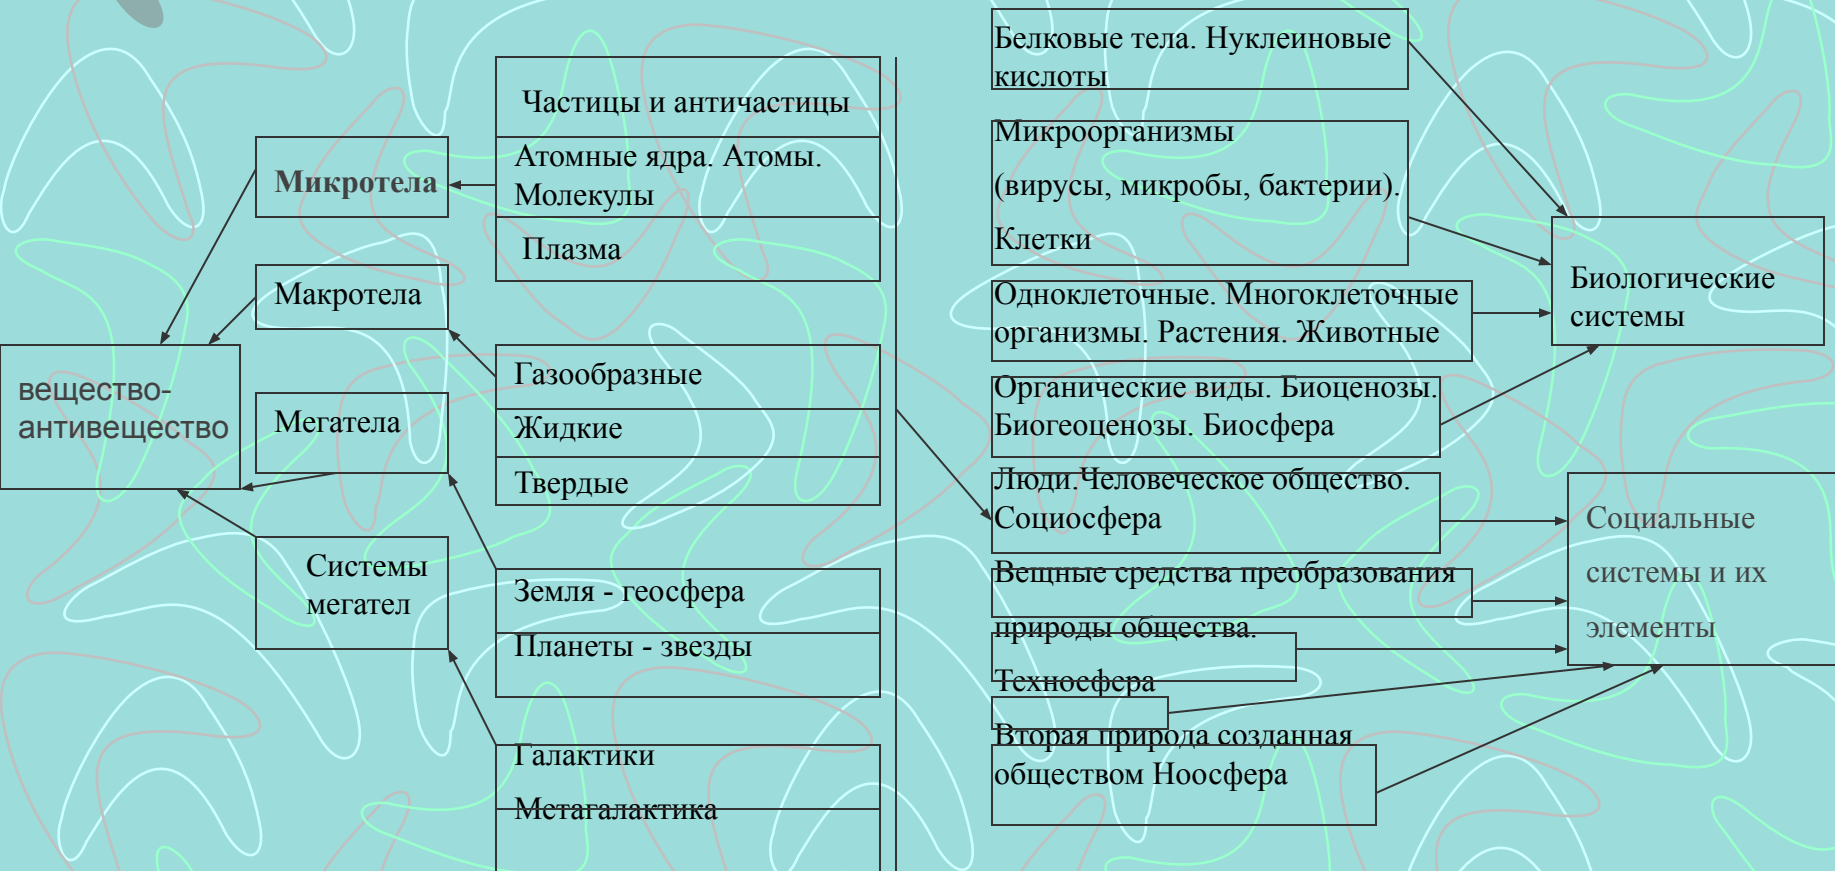 вещество-
антивещество
Микротела
Макротела
Мегатела
Системы
мегател
Частицы и античастицы
Атомные ядра. Атомы.
Молекулы
Плазма
Газообразные
Жидкие
Твердые
Земля - геосфера
Планеты - звезды
Галактики
Метагалактика
Белковые тела. Нуклеиновые
кислоты
Микроорганизмы
(вирусы, микробы, бактерии).
Клетки
Одноклеточные. Многоклеточные
организмы. Растения. Животные
Органические виды. Биоценозы.
Биогеоценозы. Биосфера
Люди.Человеческое общество.
Социосфера
Вещные средства преобразования
природы общества.
Техносфера
Вторая природа созданная
обществом Ноосфера
Биологические
системы
Социальные
системы и их
элементы